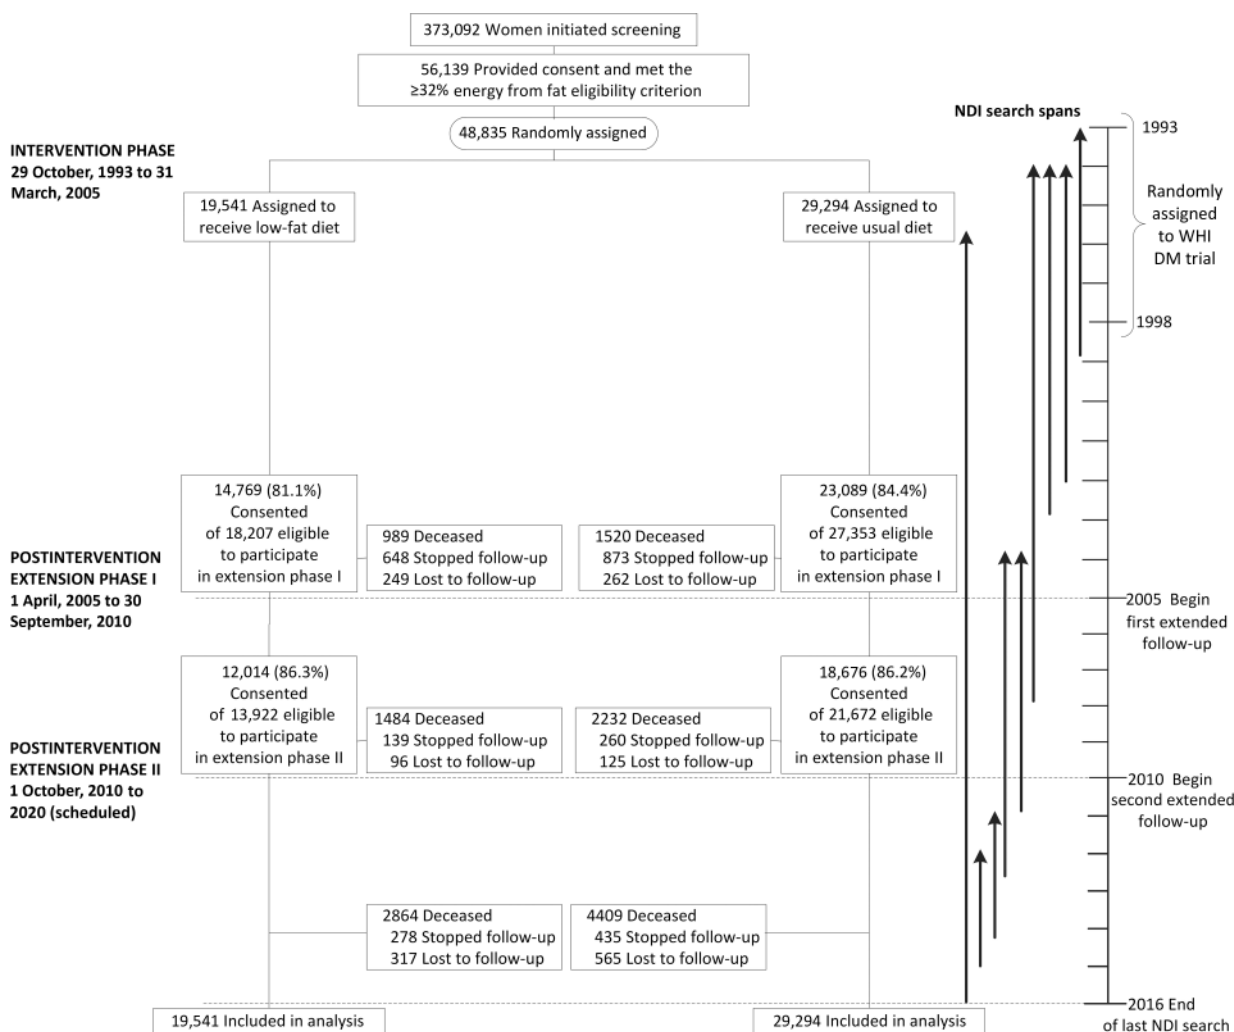 373,092 Women initiated screening
56,139 Provided consent and met the
≥32% energy from fat eligibility criterion
48,835 Randomly assigned
INTERVENTION PHASE
29 October, 1993 to 31
March, 2005
19,541 Assigned to
receive low-fat diet
29,294 Assigned to
receive usual diet
14,769 (81.1%)
Consented
of 18,207 eligible
to participate
in extension phase I
989 Deceased
648 Stopped follow-up
249 Lost to follow-up
1520 Deceased
873 Stopped follow-up
262 Lost to follow-up
23,089 (84.4%)
Consented
of 27,353 eligible
to participate
in extension phase I
POSTINTERVENTION
EXTENSION PHASE I
1 April, 2005 to 30
September, 2010
12,014 (86.3%)
Consented
of 13,922 eligible
to participate
in extension phase II
1484 Deceased
139 Stopped follow-up
96 Lost to follow-up
2232 Deceased
260 Stopped follow-up
125 Lost to follow-up
18,676 (86.2%)
Consented
of 21,672 eligible
to participate
in extension phase II
POSTINTERVENTION
EXTENSION PHASE II
1 October, 2010 to
2020 (scheduled)
2864 Deceased
278 Stopped follow-up
317 Lost to follow-up
4409 Deceased
435 Stopped follow-up
565 Lost to follow-up
19,541 Included in analysis
29,294 Included in analysis
NDI search spans
1993
Randomly
assigned
to WHI
DM trial
1998
2005 Begin
first extended
follow-up
2010 Begin
second extended
follow-up
2016 End
of last NDI search